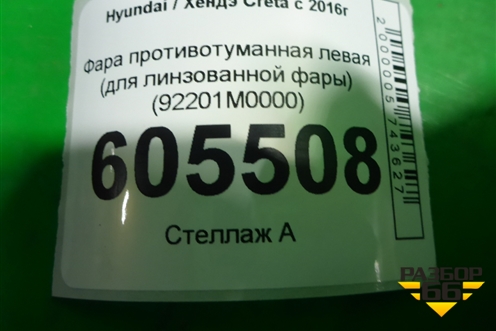 Hyundai / Хендэ Creta с 2016г
Фара противотуманная левая
(для линзованной фары)
(92201M0000)
605508
Стеллаж А
2000005743627
РАЗБОР
66